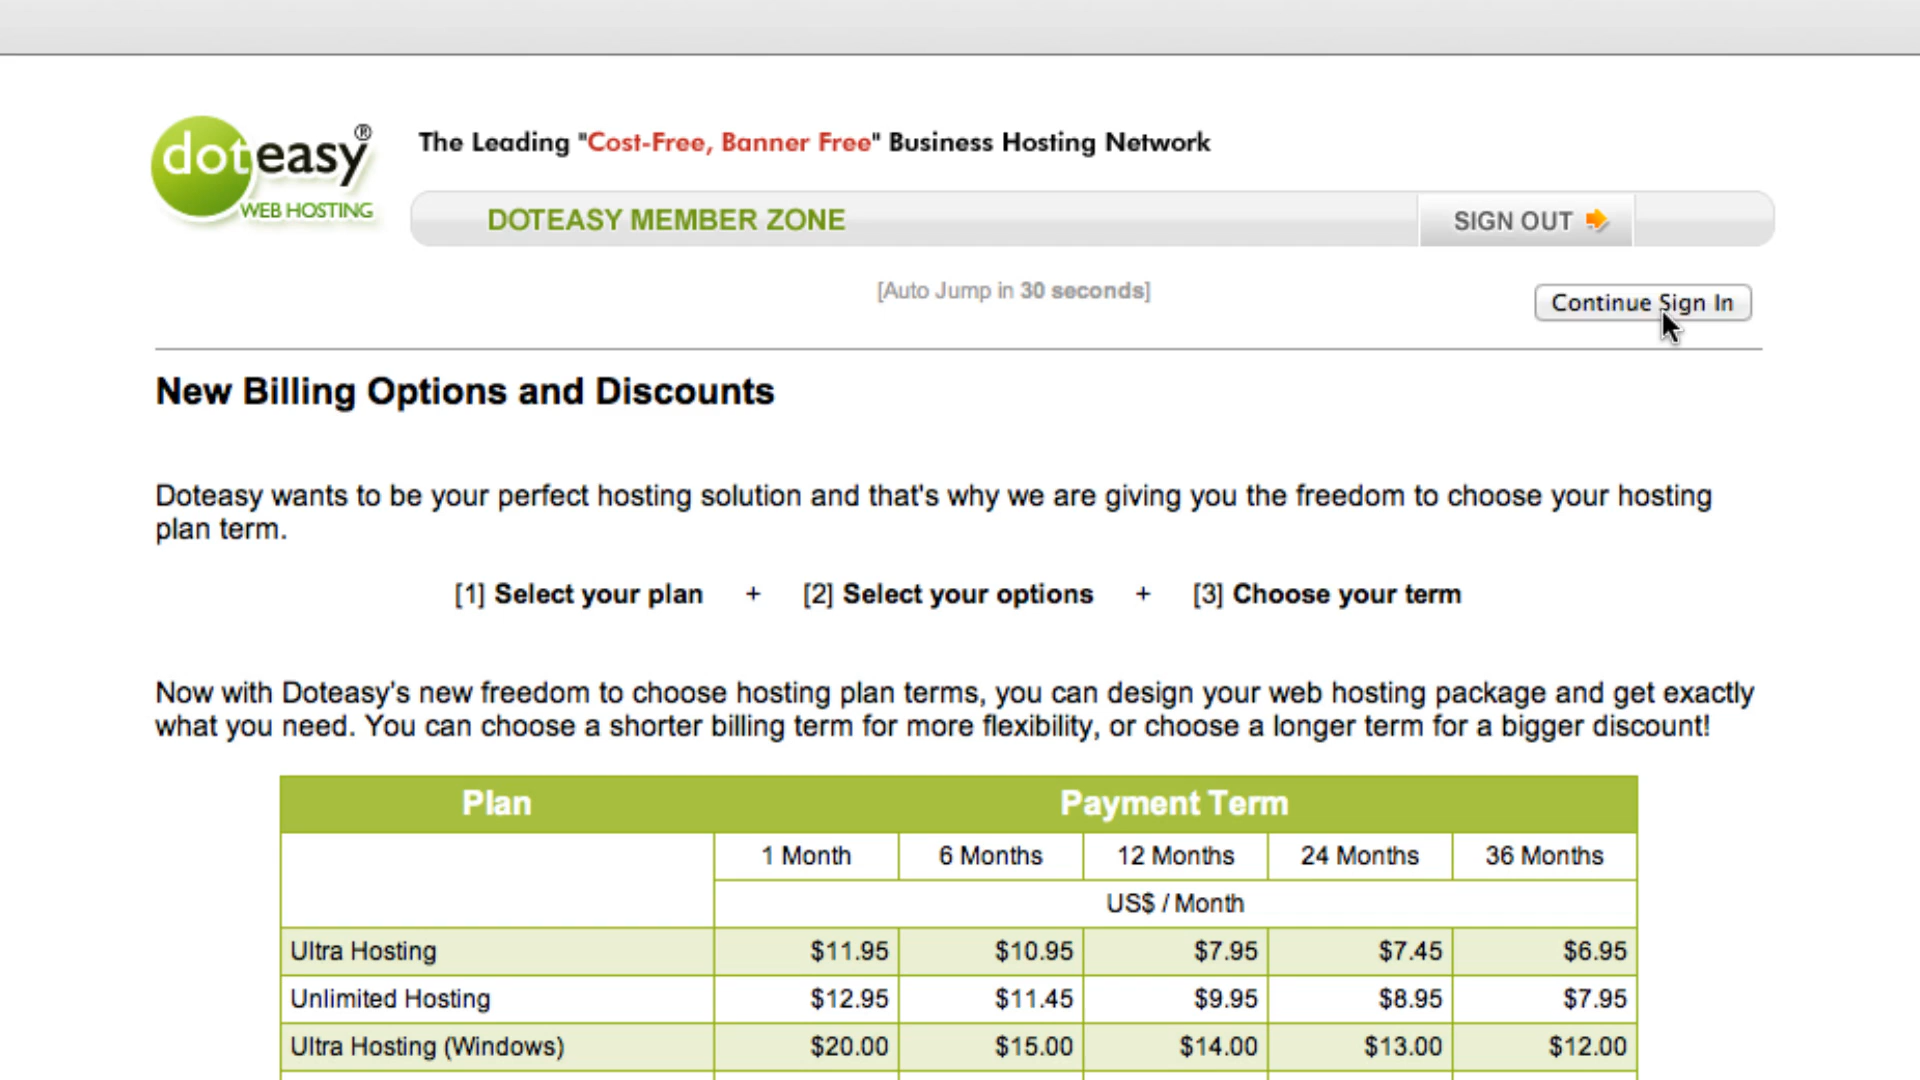 doteasy®
WEB HOSTING
The Leading "Cost-Free, Banner Free" Business Hosting Network
DOTEASY MEMBER ZONE
SIGN OUT
[Auto Jump in 30 seconds]
Continue Sign In
New Billing Options and Discounts
Doteasy wants to be your perfect hosting solution and that's why we are giving you the freedom to choose your hosting
plan term.
[1] Select your plan + [2] Select your options + [3] Choose your term
Now with Doteasy's new freedom to choose hosting plan terms, you can design your web hosting package and get exactly
what you need. You can choose a shorter billing term for more flexibility, or choose a longer term for a bigger discount!
Plan Payment Term
1 Month 6 Months 12 Months 24 Months 36 Months
US$ / Month
Ultra Hosting $11.95 $10.95 $7.95 $7.45 $6.95
Unlimited Hosting $12.95 $11.45 $9.95 $8.95 $7.95
Ultra Hosting (Windows) $20.00 $15.00 $14.00 $13.00 $12.00